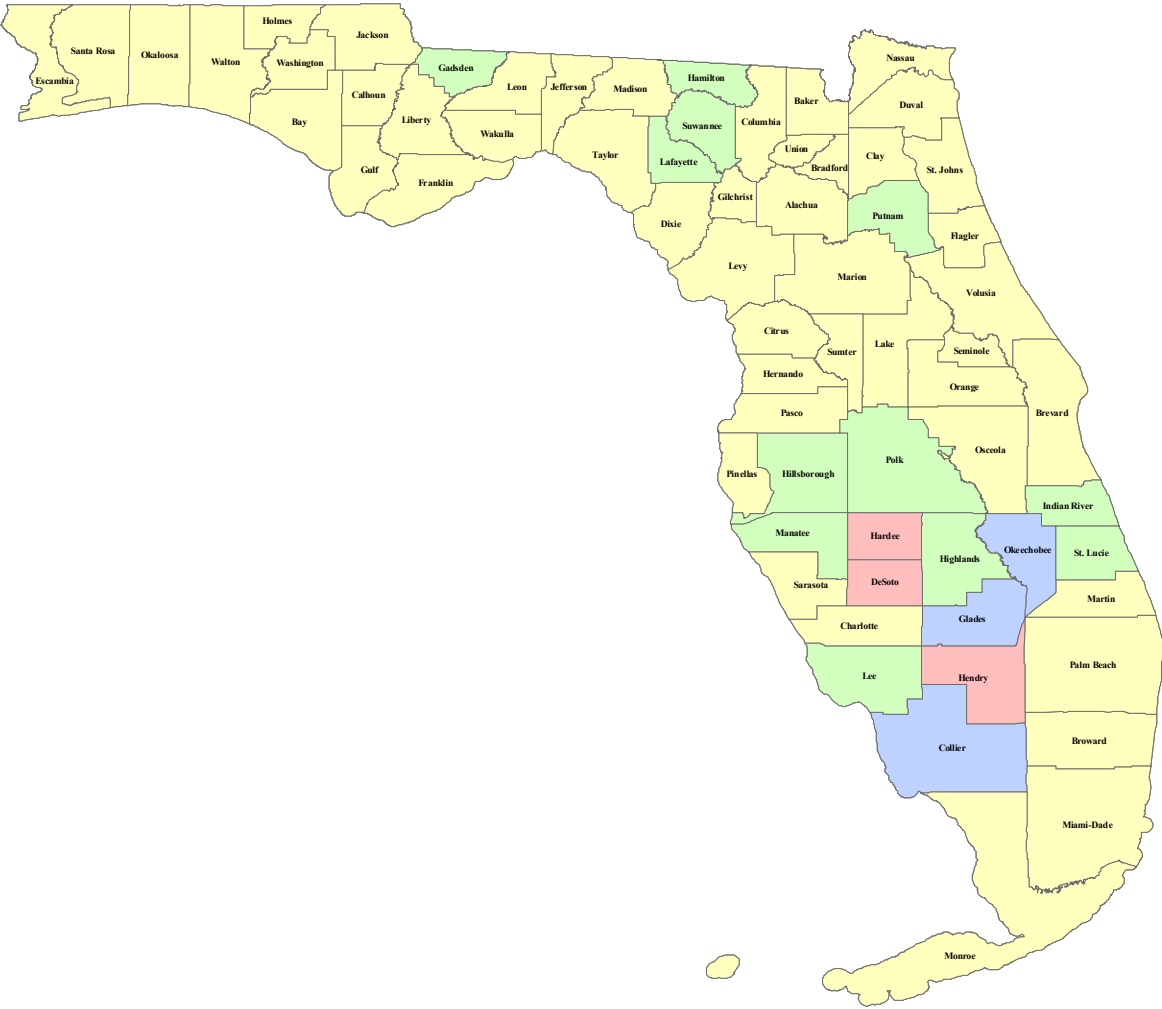 Holmes
Jackson
Santa Rosa
Okaloosa
Walton
Washington
Escambia
Gadsden
Calhoun
Bay
Liberty
Leon
Jefferson
Madison
Hamilton
Nassau
Baker
Duval
Wakulla
Suwannee
Columbia
Taylor
Lafayette
Union
Bradford
Clay
St. Johns
Gulf
Franklin
Gilchrist
Alachua
Putnam
Dixie
Flagler
Levy
Marion
Volusia
Citrus
Sumter
Lake
Seminole
Hernando
Orange
Pasco
Brevard
Osceola
Polk
Pinellas
Hillsborough
Indian River
Manatee
Hardee
Highlands
Okeechobee
St. Lucie
Sarasota
DeSoto
Martin
Charlotte
Glades
Lee
Hendry
Palm Beach
Collier
Broward
Miami-Dade
Monroe